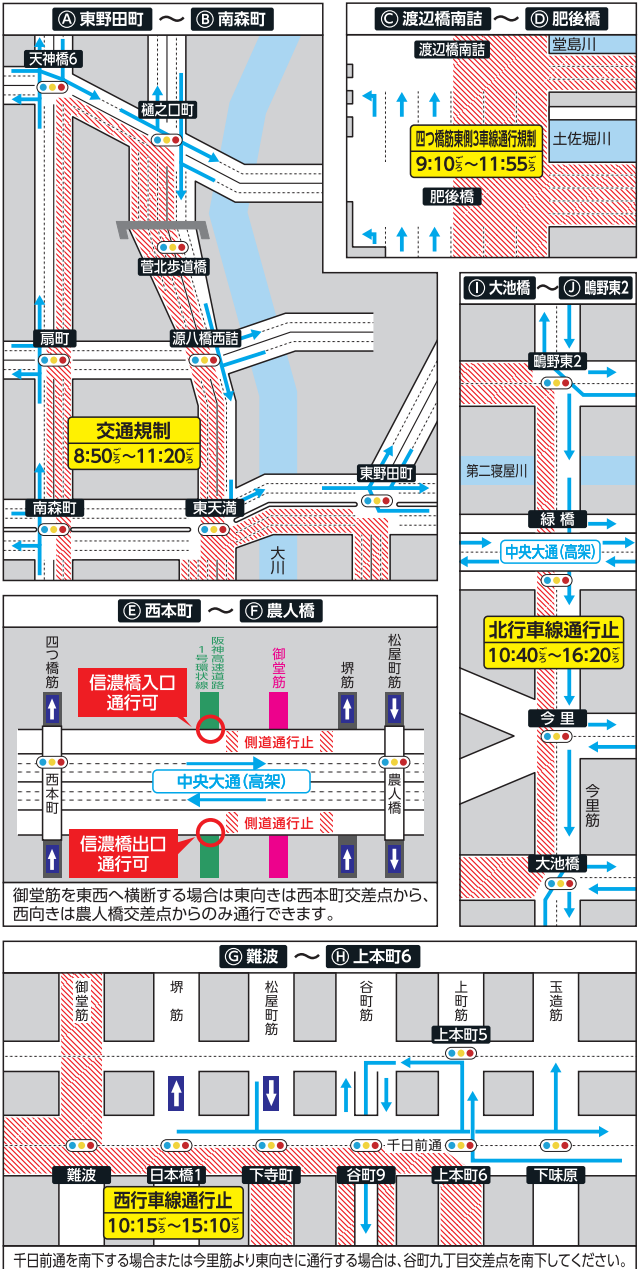 Ⓐ東野田町 ～ Ⓑ南森町
天神橋6
樋之口町
菅北歩道橋
扇町
源八橋西詰
交通規制
8:50ごろ～11:20ごろ
南森町
東天満
東野田町
大川
Ⓒ渡辺橋南詰 ～ Ⓓ肥後橋
渡辺橋南詰
堂島川
四つ橋筋東側3車線通行規制
9:10ごろ～11:55ごろ
土佐堀川
肥後橋
Ⓘ大池橋～Ⓙ鴫野東2
鴫野東2
第二寝屋川
緑橋
中央大通(高架)
北行車線通行止
10:40ごろ～16:20ごろ
今里
今里筋
大池橋
Ⓔ西本町 ～ Ⓕ農人橋
四つ橋筋
阪神高速道路
1号環状線
御堂筋
堺筋
松屋町筋
信濃橋入口
通行可
側道通行止
西本町
中央大通(高架)
農人橋
側道通行止
信濃橋出口
通行可
御堂筋を東西へ横断する場合は東向きは西本町交差点から、
西向きは農人橋交差点からのみ通行できます。
Ⓖ難波 ～ Ⓗ上本町6
御堂筋
堺筋
松屋町筋
谷町筋
上町筋
玉造筋
上本町5
千日前通
難波
日本橋1
下寺町
谷町9
上本町6
下味原
西行車線通行止
10:15ごろ～15:10ごろ
千日前通を南下する場合または今里筋より東向きに通行する場合は、谷町九丁目交差点を南下してください。